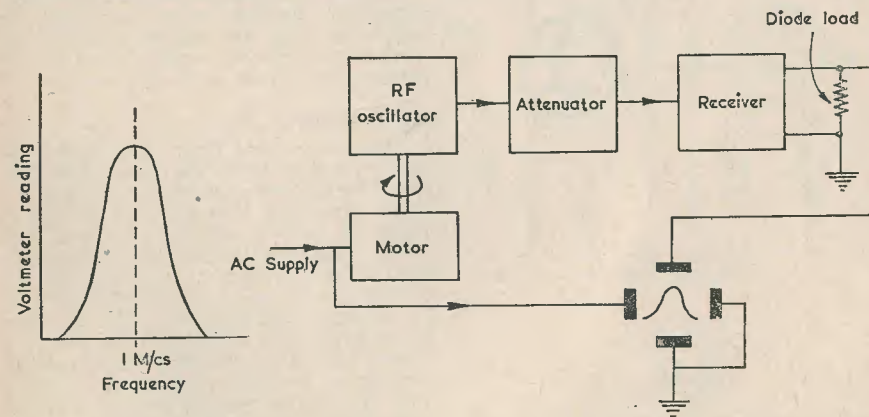 Voltmeter reading
1 M/cs
Frequency
RF
oscillator
Attenuator
Receiver
Diode load
Motor
AC Supply